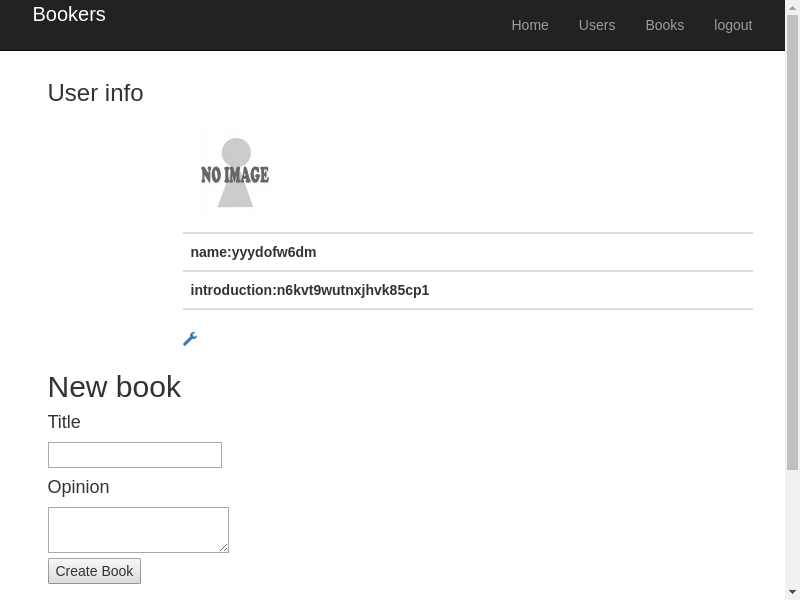 Bookers
Home Users Books logout
User info
NO IMAGE
name:yyydofw6dm
introduction:n6kvt9wutnxjhvk85cp1
New book
Title
Opinion
Create Book